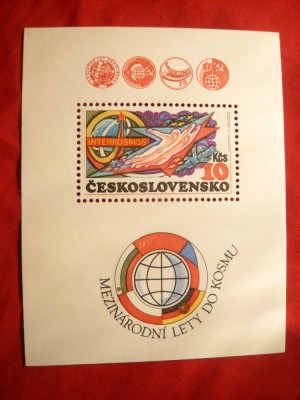 INTERKOSMOS
Kčs
10
ČESKOSLOVENSKO
MEZINÁRODNÍ LETY DO KOSMU